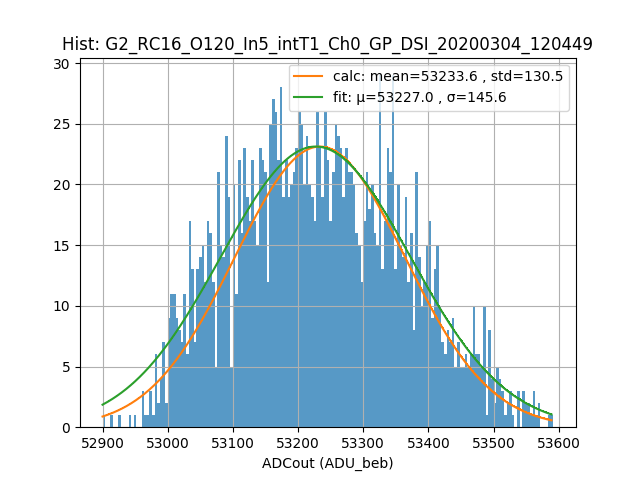 Hist: G2_RC16_O120_In5_intT1_Ch0_GP_DSI_20200304_120449
calc: mean=53233.6 , std=130.5
fit: μ=53227.0 , σ=145.6
30
25
20
15
10
5
0
52900 53000 53100 53200 53300 53400 53500 53600
ADCout (ADU_beb)